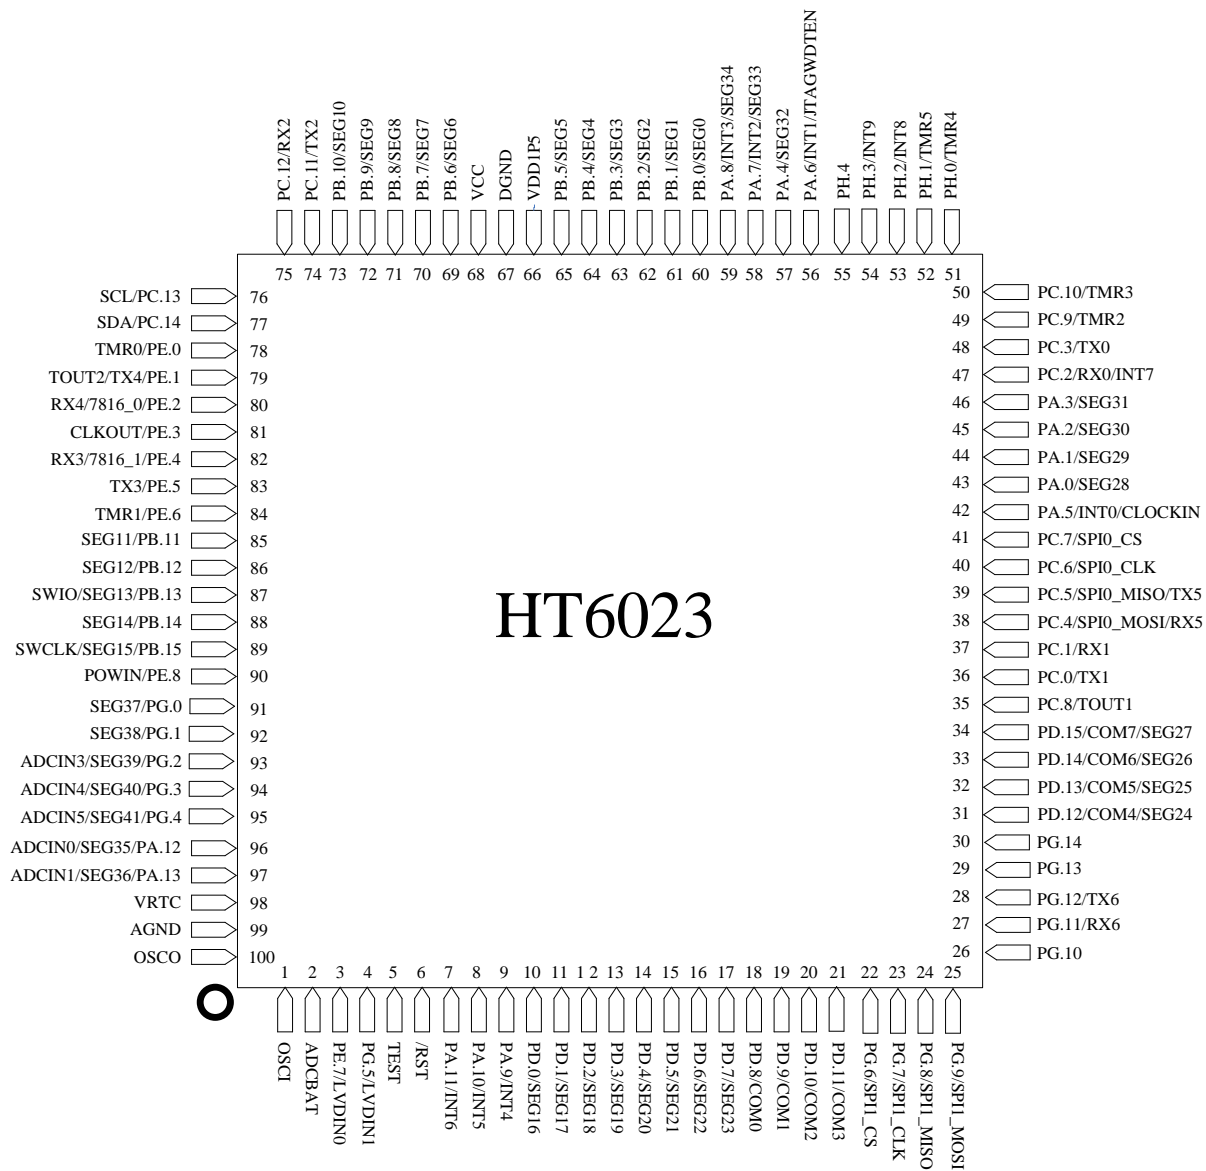 PC.12/RX2
PC.11/TX2
PB.10/SEG10
PB.9/SEG9
PB.8/SEG8
PB.7/SEG7
PB.6/SEG6
VCC
DGND
VDD1P5
PB.5/SEG5
PB.4/SEG4
PB.3/SEG3
PB.2/SEG2
PB.1/SEG1
PB.0/SEG0
PA.8/INT3/SEG34
PA.7/INT2/SEG33
PA.4/SEG32
PA.6/INT1/JTAGWDTEN
PH.4
PH.3/INT9
PH.2/INT8
PH.1/TMR5
PH.0/TMR4
75 74 73 72 71 70 69 68 67 66 65 64 63 62 61 60 59 58 57 56 55 54 53 52 51
SCL/PC.13 76
SDA/PC.14 77
TMR0/PE.0 78
TOUT2/TX4/PE.1 79
RX4/7816_0/PE.2 80
CLKOUT/PE.3 81
RX3/7816_1/PE.4 82
TX3/PE.5 83
TMR1/PE.6 84
SEG11/PB.11 85
SEG12/PB.12 86
SWIO/SEG13/PB.13 87
SEG14/PB.14 88
SWCLK/SEG15/PB.15 89
POWIN/PE.8 90
SEG37/PG.0 91
SEG38/PG.1 92
ADCIN3/SEG39/PG.2 93
ADCIN4/SEG40/PG.3 94
ADCIN5/SEG41/PG.4 95
ADCIN0/SEG35/PA.12 96
ADCIN1/SEG36/PA.13 97
VRTC 98
AGND 99
OSCO 100
HT6023
50 PC.10/TMR3
49 PC.9/TMR2
48 PC.3/TX0
47 PC.2/RX0/INT7
46 PA.3/SEG31
45 PA.2/SEG30
44 PA.1/SEG29
43 PA.0/SEG28
42 PA.5/INT0/CLOCKIN
41 PC.7/SPI0_CS
40 PC.6/SPI0_CLK
39 PC.5/SPI0_MISO/TX5
38 PC.4/SPI0_MOSI/RX5
37 PC.1/RX1
36 PC.0/TX1
35 PC.8/TOUT1
34 PD.15/COM7/SEG27
33 PD.14/COM6/SEG26
32 PD.13/COM5/SEG25
31 PD.12/COM4/SEG24
30 PG.14
29 PG.13
28 PG.12/TX6
27 PG.11/RX6
26 PG.10
1 2 3 4 5 6 7 8 9 10 11 12 13 14 15 16 17 18 19 20 21 22 23 24 25
OSCI
ADCBAT
PE.7/LVDIN0
PG.5/LVDIN1
TEST
/RST
PA.11/INT6
PA.10/INT5
PA.9/INT4
PD.0/SEG16
PD.1/SEG17
PD.2/SEG18
PD.3/SEG19
PD.4/SEG20
PD.5/SEG21
PD.6/SEG22
PD.7/SEG23
PD.8/COM0
PD.9/COM1
PD.10/COM2
PD.11/COM3
PG.6/SPI1_CS
PG.7/SPI1_CLK
PG.8/SPI1_MISO
PG.9/SPI1_MOSI